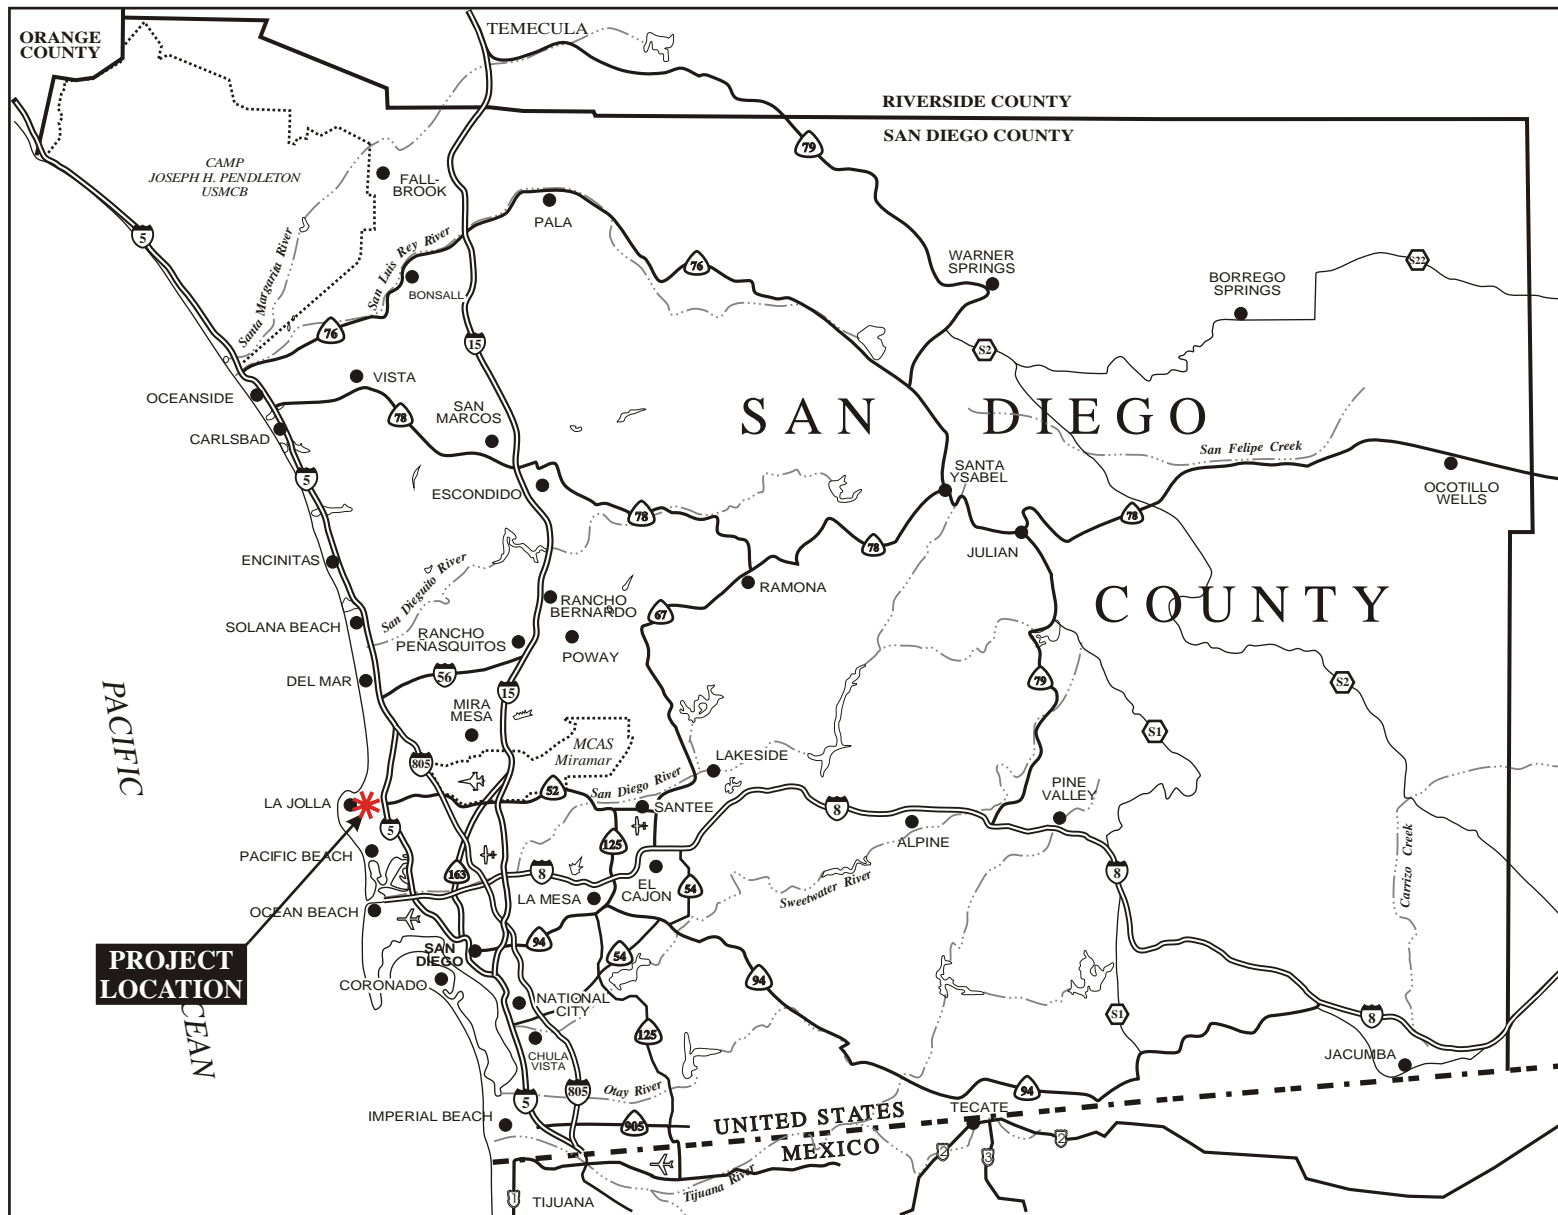 TEMECULA
ORANGE
COUNTY
RIVERSIDE COUNTY
SAN DIEGO COUNTY
79
CAMP
JOSEPH H. PENDLETON
USMCB
FALL-
BROOK
PALA
5
Santa Margarita River
San Luis Rey River
BONSALL
76
76
WARNER
SPRINGS
S22
BORREGO
SPRINGS
15
S2
VISTA
OCEANSIDE
SAN
MARCOS
78
CARLSBAD
SAN DIEGO
San Felipe Creek
5
ESCONDIDO
SANTA
YSABEL
OCOTILLO
WELLS
78
78
78
JULIAN
ENCINITAS
San Dieguito River
RAMONA
RANCHO
BERNARDO
67
COUNTY
SOLANA BEACH
RANCHO
PEÑASQUITOS
POWAY
56
DEL MAR
15
79
S2
PACIFIC
MIRA
MESA
S1
MCAS
Miramar
805
LAKESIDE
San Diego River
52
LA JOLLA
SANTEE
PINE
VALLEY
8
5
ALPINE
125
PACIFIC BEACH
Carrizo Creek
163
8
8
EL
CAJON
54
LA MESA
Sweetwater River
OCEAN BEACH
SAN
DIEGO
94
54
PROJECT
LOCATION
CORONADO
94
NATIONAL
CITY
S1
8
CEAN
125
CHULA
VISTA
JACUMBA
Otay River
805
5
94
IMPERIAL BEACH
905
UNITED STATES
TECATE
MEXICO
2
3
2
Tijuana River
1
TIJUANA